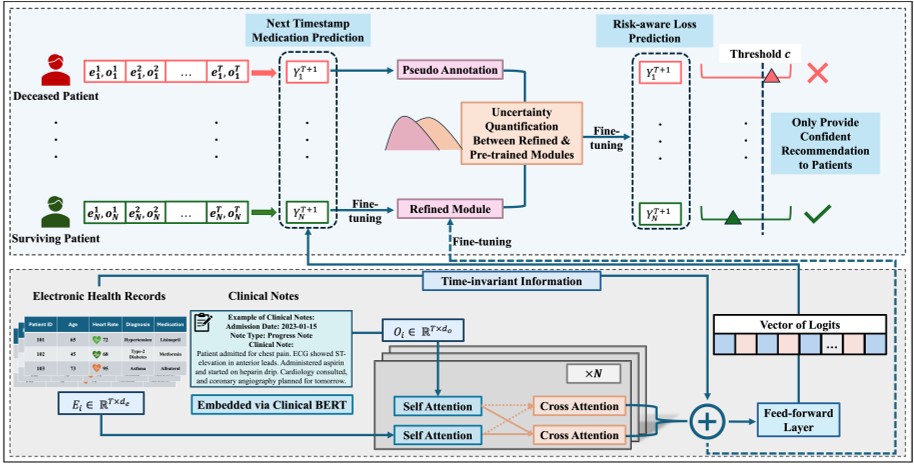 Next Timestamp
Medication Prediction
Risk-aware Loss
Prediction
Threshold c
e_1^1, o_1^1 e_1^2, o_1^2 ... e_1^T, o_1^T
Y_1^{T+1}
Pseudo Annotation
Y_1^{T+1}
Deceased Patient
Uncertainty
Quantification
Between Refined &
Pre-trained Modules
Fine-
tuning
Only Provide
Confident
Recommendation
to Patients
e_N^1, o_N^1 e_N^2, o_N^2 ... e_N^T, o_N^T
Y_N^{T+1}
Fine-
tuning
Refined Module
Y_N^{T+1}
Surviving Patient
Fine-tuning
Time-invariant Information
Electronic Health Records
Clinical Notes
Patient ID Age Heart Rate Diagnosis Medication
101 65 72 Hypertension Lisinopril
102 45 68 Type-2
Diabetes Metformin
103 73 95 Asthma Albuterol
Example of Clinical Notes:
Admission Date: 2023-01-15
Note Type: Progress Note
Clinical Note:
Patient admitted for chest pain. ECG showed ST-
elevation in anterior leads. Administered aspirin
and started on heparin drip. Cardiology consulted,
and coronary angiography planned for tomorrow.
O_i ∈ ℝ^{T×d_o}
Vector of Logits
...
×N
E_i ∈ ℝ^{T×d_e}
Embedded via Clinical BERT
Self Attention
Cross Attention
Self Attention
Cross Attention
Feed-forward
Layer